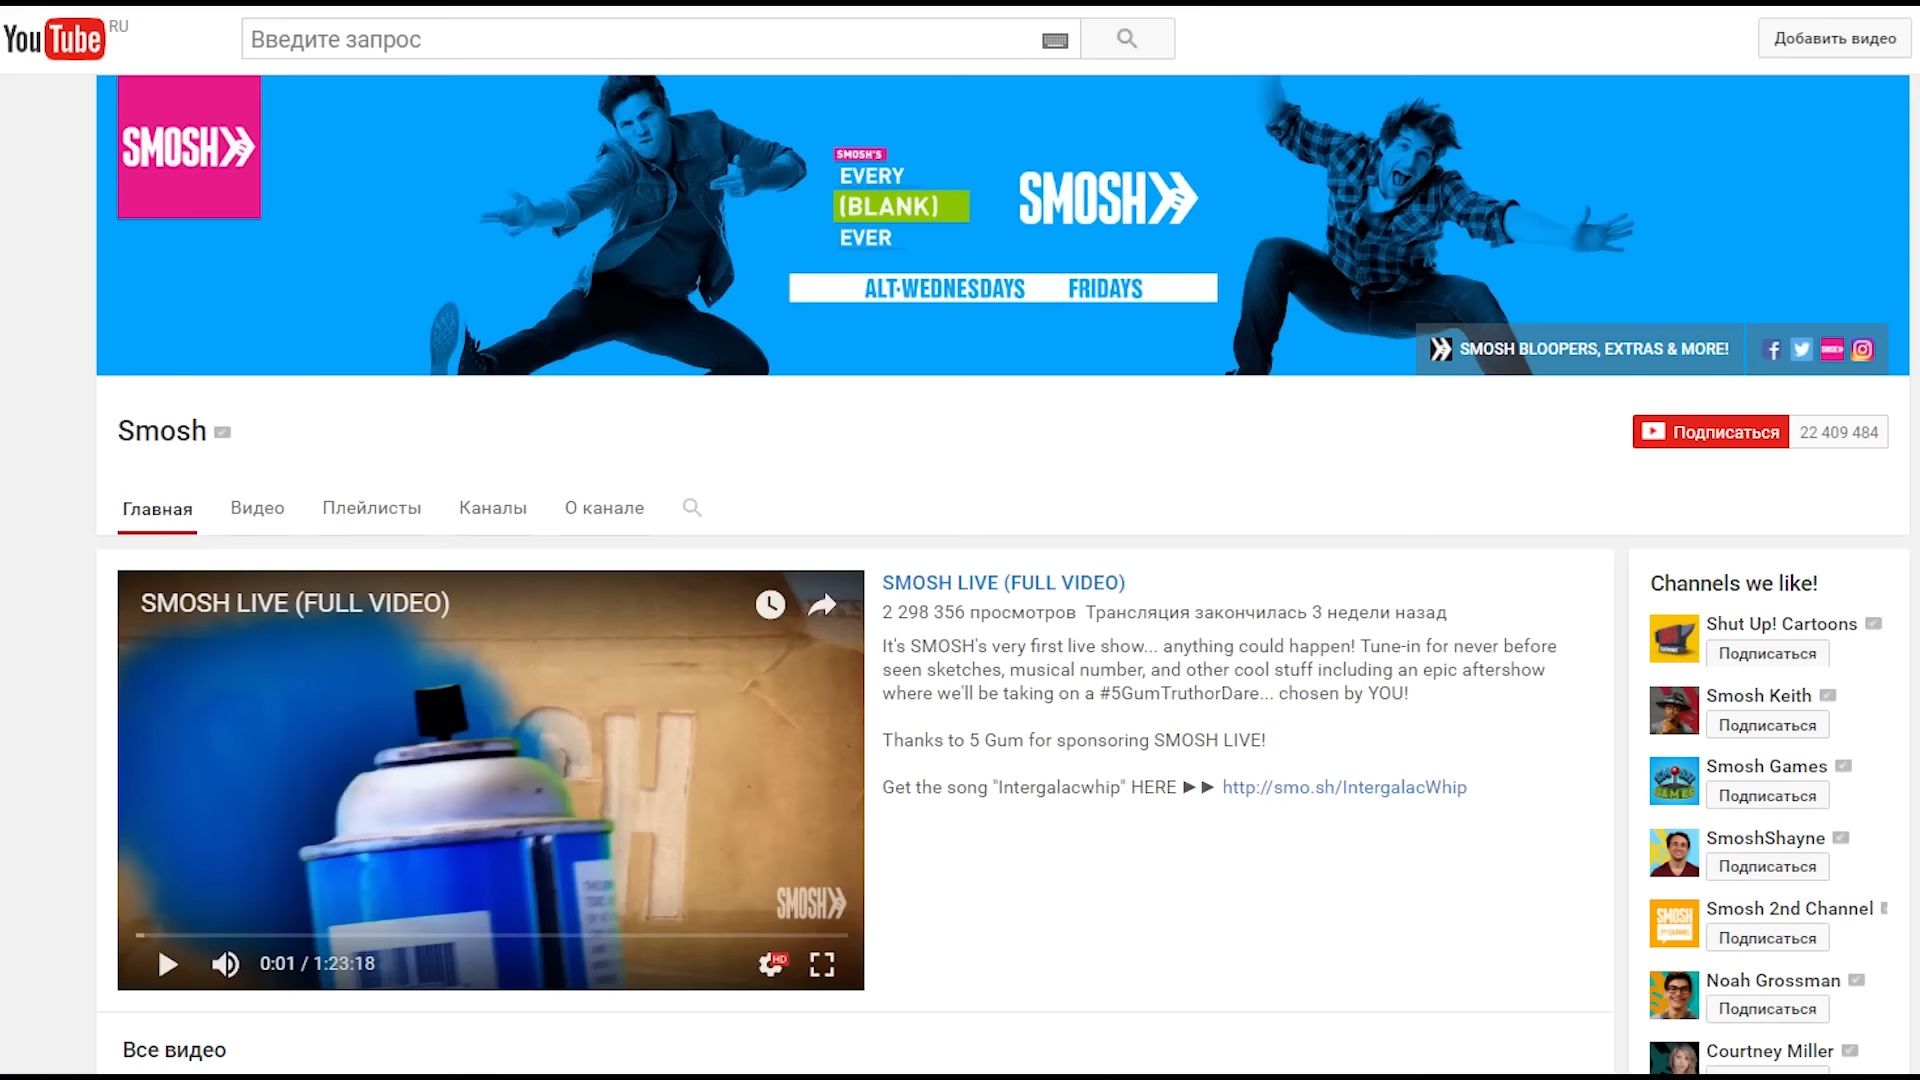 YouTube RU
Введите запрос
Добавить видео
SMOSH
SMOSH'S
EVERY
(BLANK)
EVER
SMOSH
ALT-WEDNESDAYS FRIDAYS
SMOSH BLOOPERS, EXTRAS & MORE!
Smosh
Подписаться 22 409 484
Главная Видео Плейлисты Каналы О канале
SMOSH LIVE (FULL VIDEO)
SMOSH
0:01 / 1:23:18
HD
SMOSH LIVE (FULL VIDEO)
2 298 356 просмотров Трансляция закончилась 3 недели назад
It's SMOSH's very first live show... anything could happen! Tune-in for never before
seen sketches, musical number, and other cool stuff including an epic aftershow
where we'll be taking on a #5GumTruthorDare... chosen by YOU!
Thanks to 5 Gum for sponsoring SMOSH LIVE!
Get the song "Intergalacwhip" HERE ►► http://smo.sh/IntergalacWhip
Все видео
Channels we like!
Shut Up! Cartoons
Подписаться
Smosh Keith
Подписаться
Smosh Games
Подписаться
SmoshShayne
Подписаться
Smosh 2nd Channel
Подписаться
Noah Grossman
Подписаться
Courtney Miller